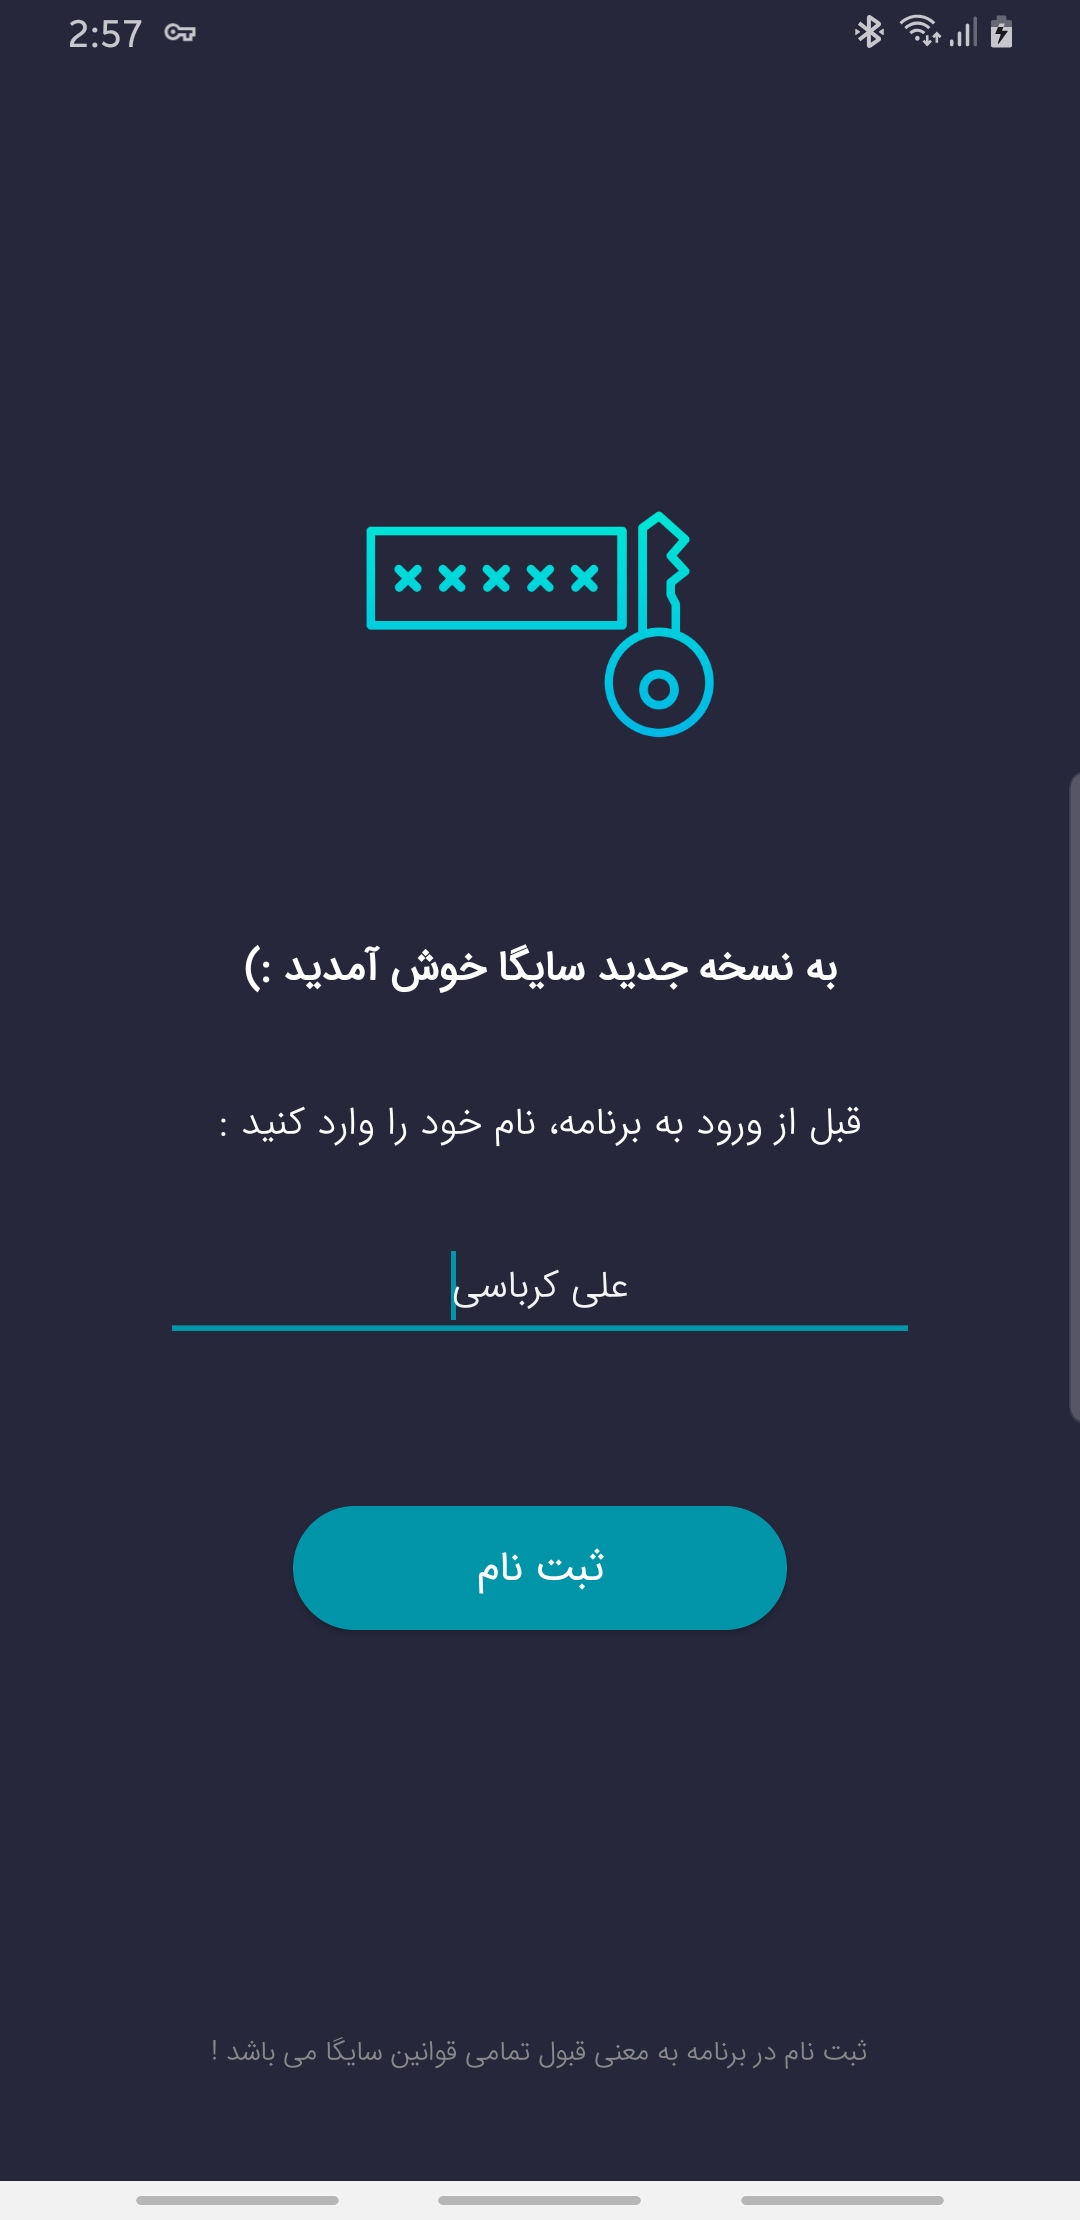 2:57
به نسخه جدید سایگا خوش آمدید :)
قبل از ورود به برنامه، نام خود را وارد کنید :
علی کرباسی
ثبت نام
ثبت نام در برنامه به معنی قبول تمامی قوانین سایگا می باشد !